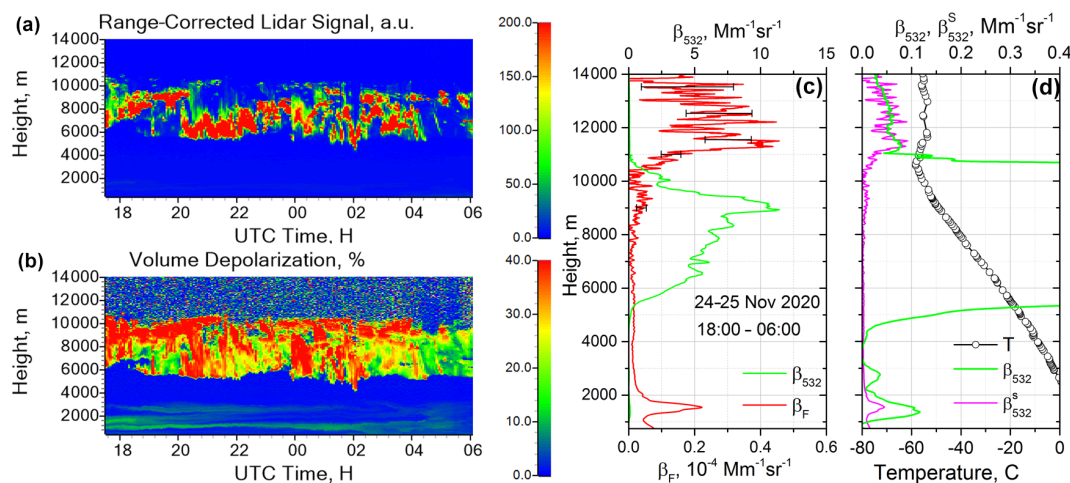 (a) Range-Corrected Lidar Signal, a.u.
Height, m
14000
12000
10000
8000
6000
4000
2000
18 20 22 00 02 04 06
UTC Time, H
200.0
150.0
100.0
50.0
0.0
(b) Volume Depolarization, %
Height, m
14000
12000
10000
8000
6000
4000
2000
18 20 22 00 02 04 06
UTC Time, H
40.0
30.0
20.0
10.0
0.0
β532, Mm⁻¹sr⁻¹
0 5 10 15
(c)
Height, m
14000
12000
10000
8000
6000
4000
2000
24-25 Nov 2020
18:00 - 06:00
β532
βF
0.0 0.2 0.4 0.6
βF, 10⁻⁴ Mm⁻¹sr⁻¹
β532, βˢ532, Mm⁻¹sr⁻¹
0.0 0.1 0.2 0.3 0.4
(d)
T
β532
βˢ532
-80 -60 -40 -20 0
Temperature, C